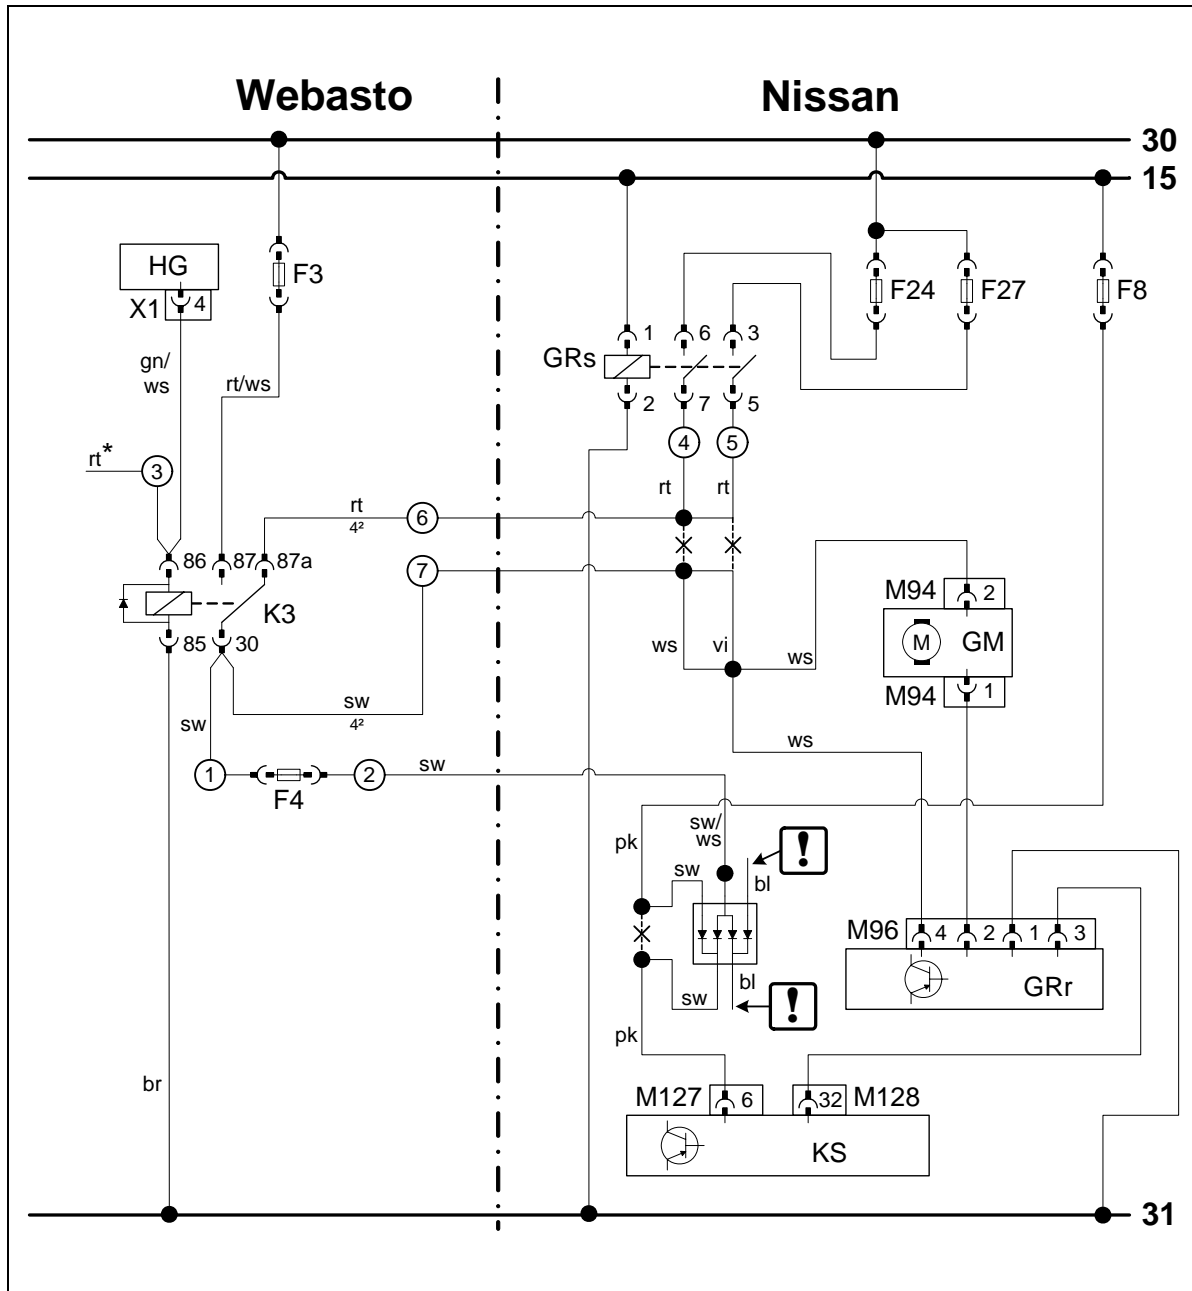 Webasto
Nissan
30
15
HG
F3
X1
4
F24
F27
F8
gn/
ws
rt/ws
1
6
3
GRs
2
7
5
rt*
3
4
5
rt
rt
rt
4²
6
86
87
87a
7
K3
M94
2
M
GM
85
30
ws
vi
ws
M94
1
sw
sw
4²
ws
1
2
sw
F4
sw/
ws
pk
sw
bl
!
M96
4
2
1
3
GRr
bl
sw
!
pk
br
M127
6
32
M128
KS
31